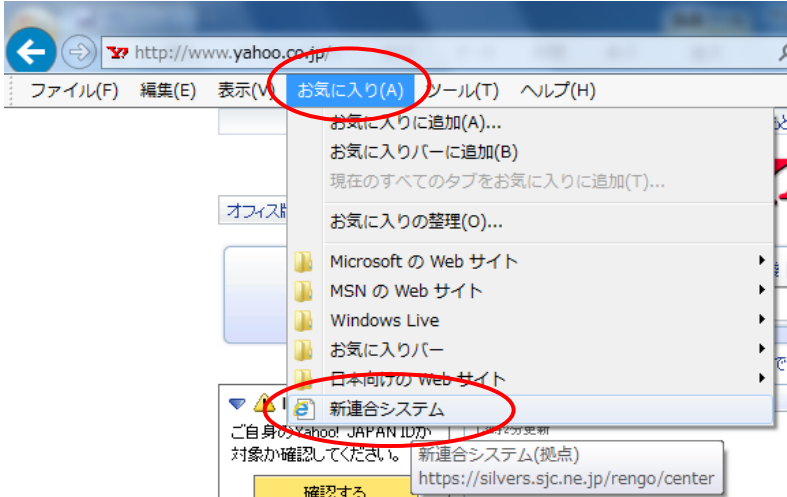 http://www.yahoo.co.jp/
ファイル(F) 編集(E) 表示(V) お気に入り(A) ツール(T) ヘルプ(H)
お気に入りに追加(A)...
お気に入りバーに追加(B)
現在のすべてのタブをお気に入りに追加(T)...
オフィス
お気に入りの整理(O)...
Microsoft の Web サイト
MSN の Web サイト
Windows Live
お気に入りバー
日本向けの Web サイト
新連合システム
ご自身のYahoo! JAPAN IDが
対象か確認してください。
確認する
新連合システム(拠点)
https://silvers.sjc.ne.jp/rengo/center